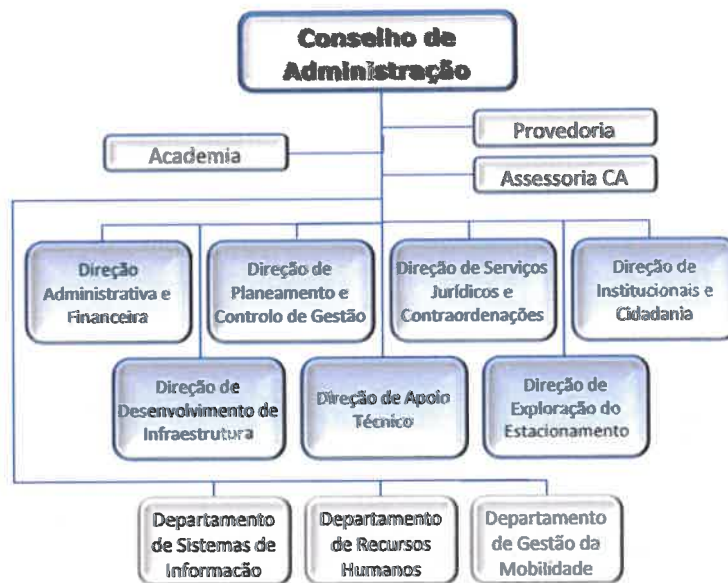 Conselho de
Administração
Provedoria
Academia
Assessoria CA
Direção
Administrativa e
Financeira
Direção de
Planeamento e
Controlo de Gestão
Direção de Serviços
Jurídicos e
Contraordenações
Direção de
Institucionais e
Cidadania
Direção de
Desenvolvimento de
Infraestrutura
Direção de Apoio
Técnico
Direção de
Exploração do
Estacionamento
Departamento
de Sistemas de
Informação
Departamento
de Recursos
Humanos
Departamento
de Gestão da
Mobilidade